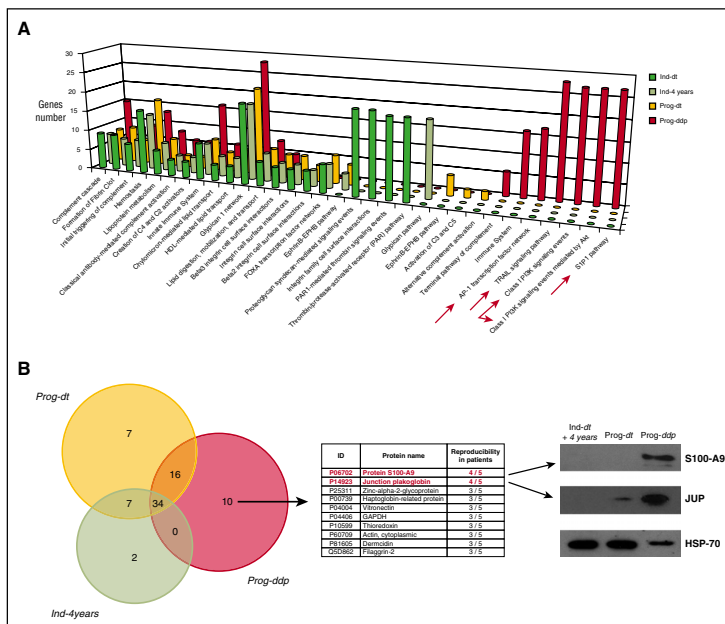 A
30
25
20
15
10
5
0
Genes
number
Ind-dt
Ind-4 years
Prog-dt
Prog-ddp
Complement cascade
Formation of Fibrin Clot
Initial triggering of complement
Hemostasis
Lipoprotein metabolism
Classical antibody-mediated complement activation
Creation of C4 and C2 activators
Innate Immune System
Chylomicron-mediated lipid transport
HDL-mediated lipid transport
Glypican 1 network
Lipid digestion, mobilization, and transport
Beta3 integrin cell surface interactions
Integrin cell surface interactions
Beta2 integrin cell surface interactions
FOXA transcription factor networks
EphrinB-EPHB pathway
Proteoglycan syndecan-mediated signaling events
Integrin family cell surface interactions
PAR1-mediated thrombin signaling events
Thrombin/protease-activated receptor (PAR) pathway
Glypican pathway
EphrinB-EPHB pathway
Activation of C3 and C5
Alternative complement activation
Terminal pathway of complement
Immune System
AP-1 transcription factor network
TRAIL signaling pathway
Class I PI3K signaling events
Class I PI3K signaling events mediated by Akt
S1P1 pathway
B
Prog-dt
7
16
7
34
10
0
2
Prog-ddp
Ind-4years
ID Protein name Reproducibility in patients
P06702 Protein S100-A9 4 / 5
P14923 Junction plakoglobin 4 / 5
P25311 Zinc-alpha-2-glycoprotein 3 / 5
P00739 Haptoglobin-related protein 3 / 5
P04004 Vitronectin 3 / 5
P04406 GAPDH 3 / 5
P10599 Thioredoxin 3 / 5
P60709 Actin, cytoplasmic 3 / 5
P81605 Dermcidin 3 / 5
Q5D862 Filaggrin-2 3 / 5
Ind-dt
+ 4 years
Prog-dt
Prog-ddp
S100-A9
JUP
HSP-70